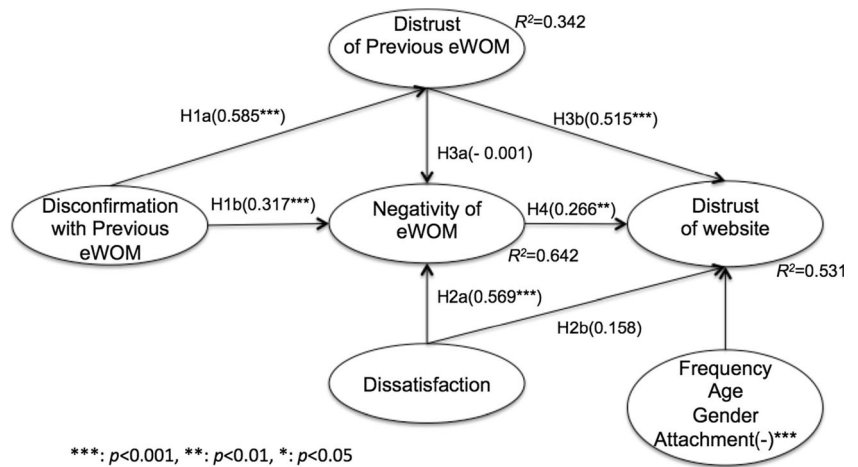 Distrust
of Previous eWOM
R²=0.342
H1a(0.585***)
H3b(0.515***)
H3a(- 0.001)
Disconfirmation
with Previous
eWOM
H1b(0.317***)
Negativity of
eWOM
H4(0.266**)
Distrust
of website
R²=0.642
R²=0.531
H2a(0.569***)
H2b(0.158)
Dissatisfaction
Frequency
Age
Gender
Attachment(-)***
***: p<0.001, **: p<0.01, *: p<0.05